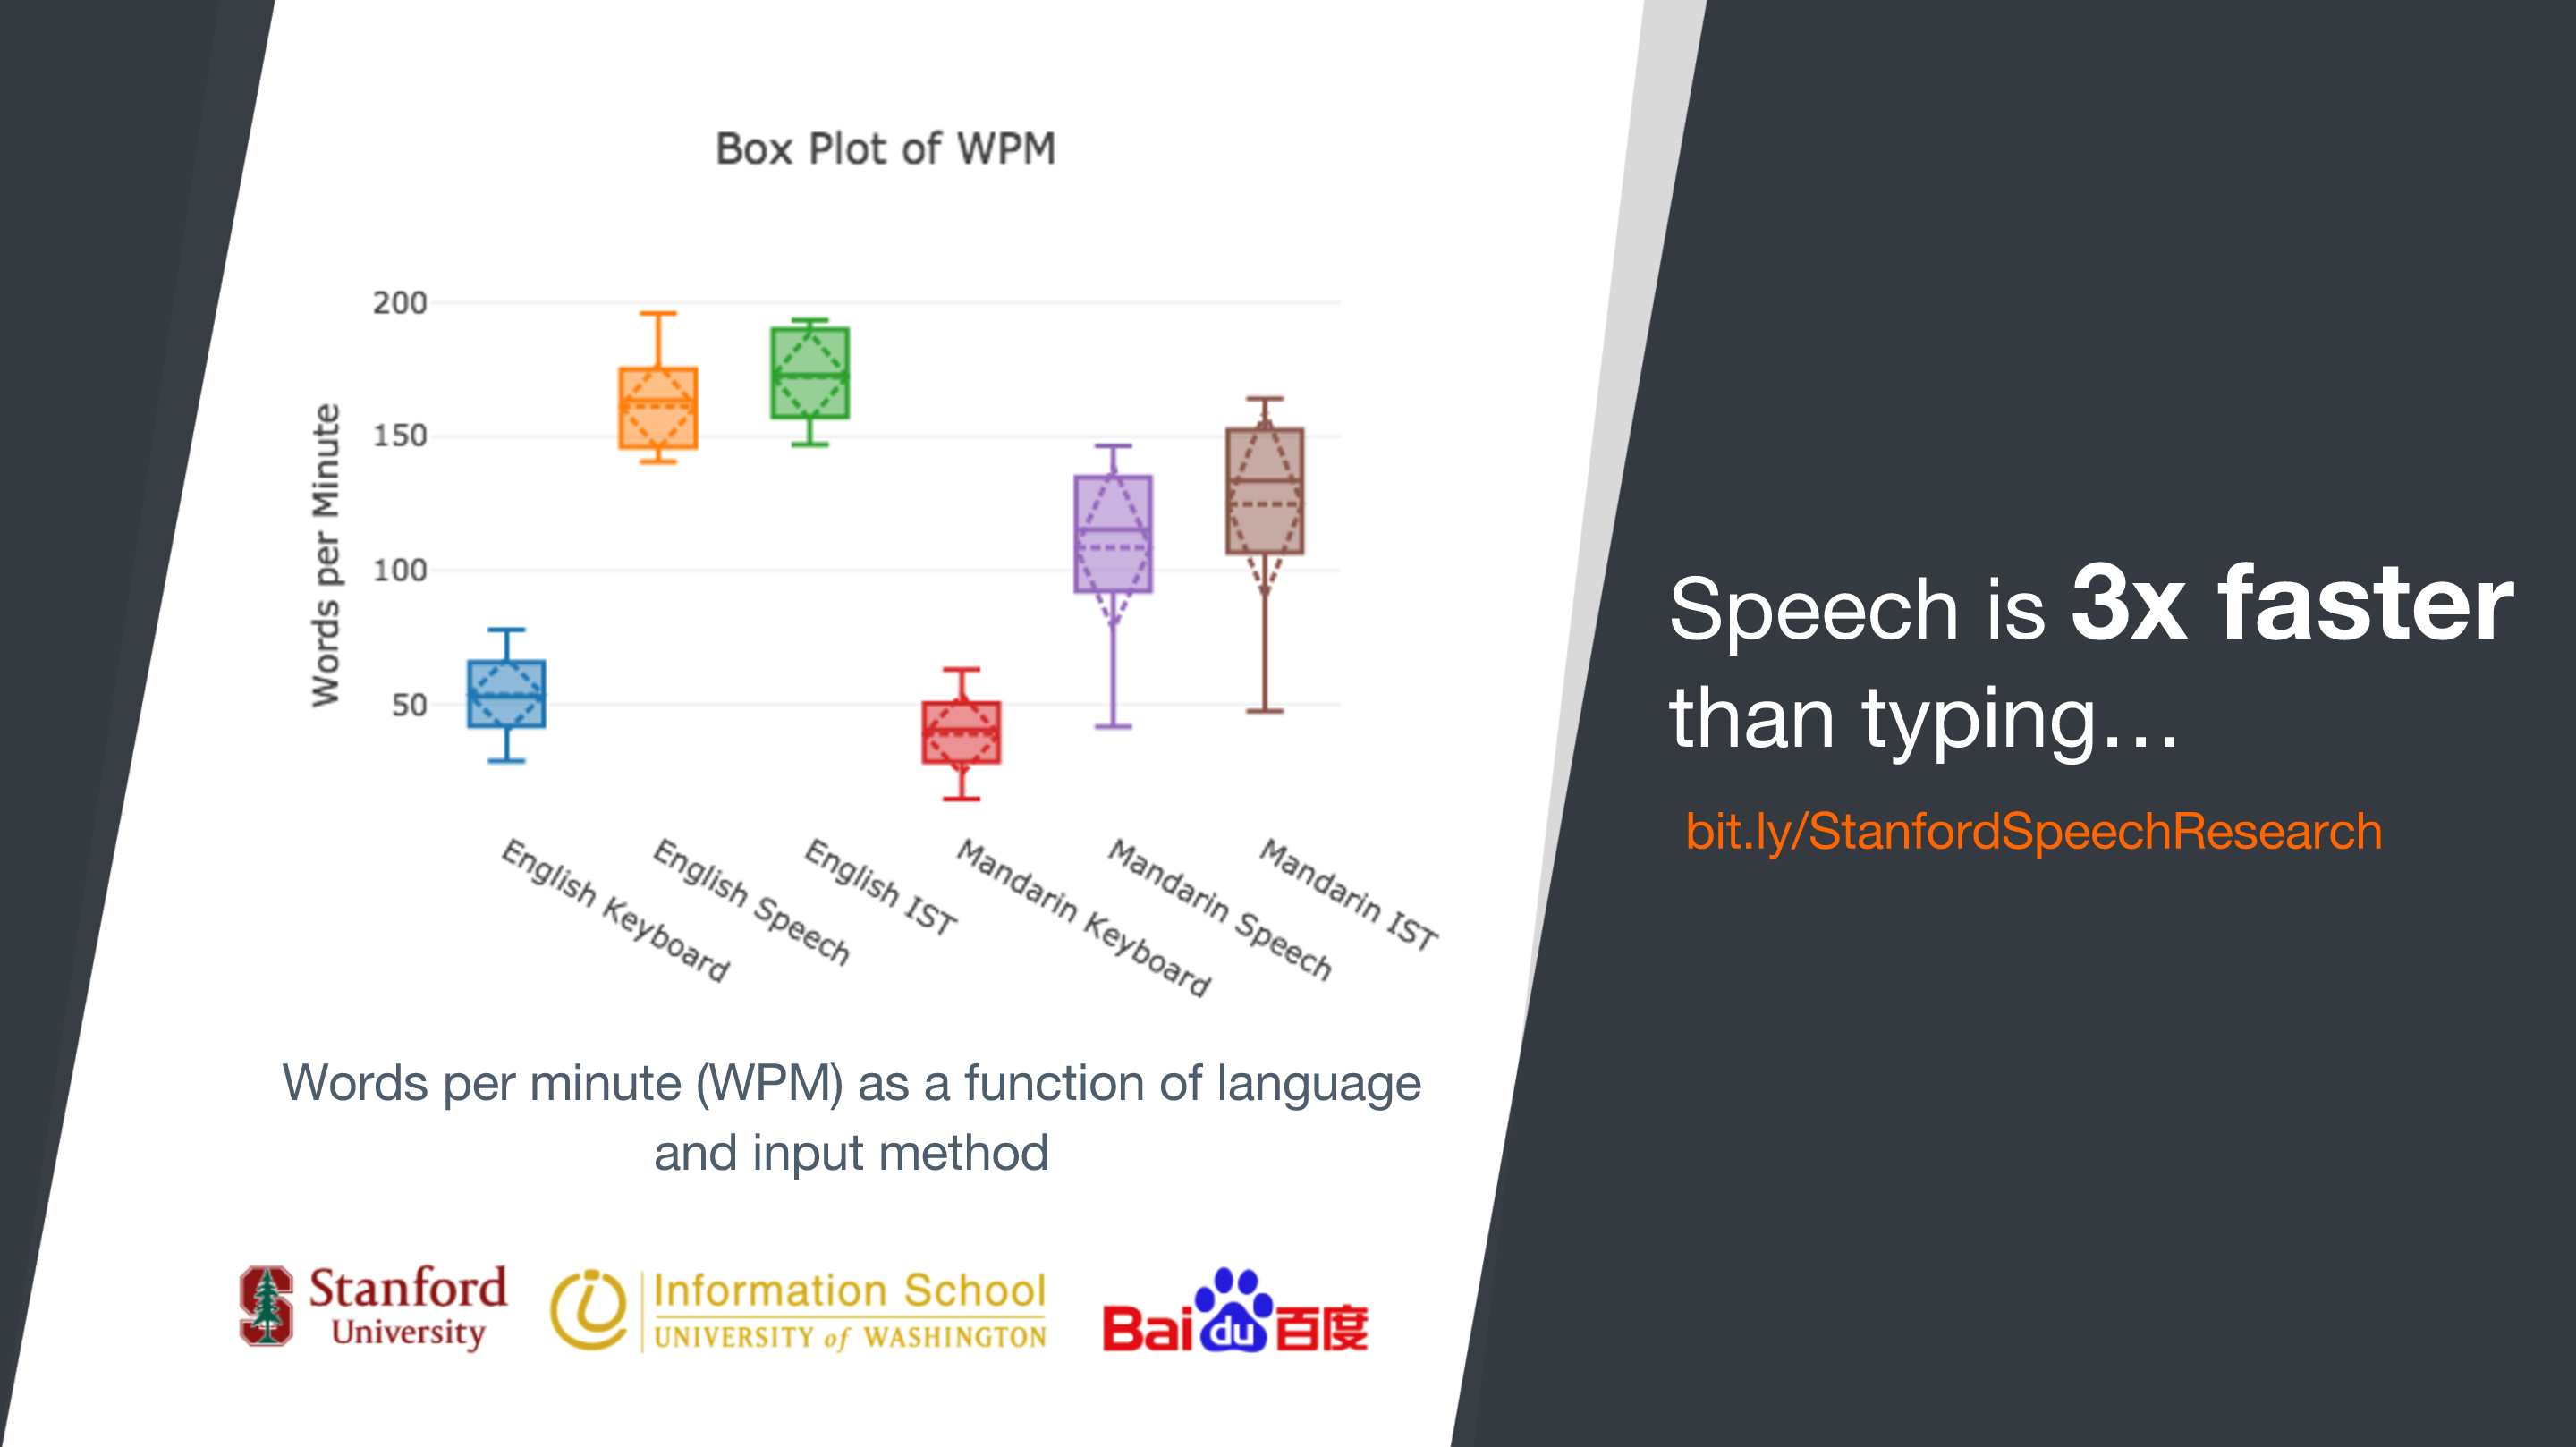 Box Plot of WPM
200
150
100
50
Words per Minute
English Keyboard
English Speech
English IST
Mandarin Keyboard
Mandarin Speech
Mandarin IST
Words per minute (WPM) as a function of language
and input method
Stanford
University
Information School
UNIVERSITY of WASHINGTON
Baidu百度
Speech is 3x faster
than typing...
bit.ly/StanfordSpeechResearch